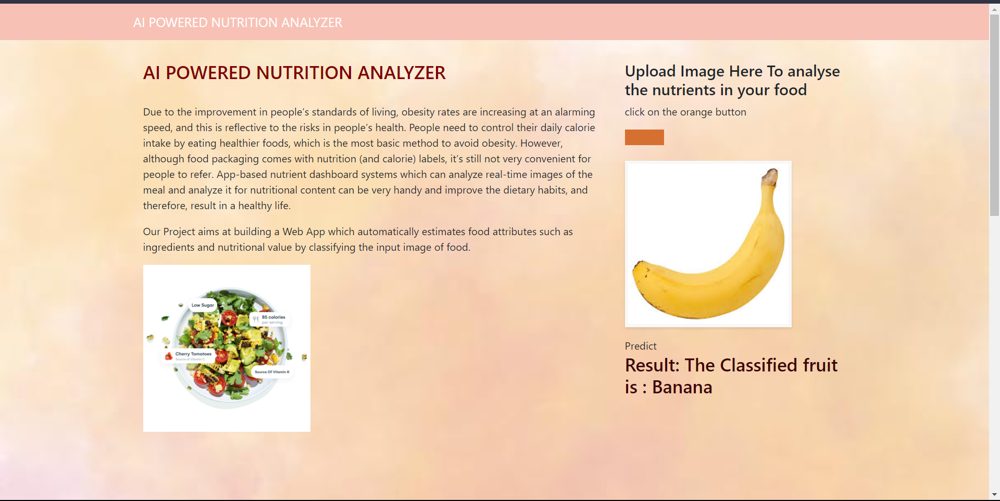 AI POWERED NUTRITION ANALYZER
AI POWERED NUTRITION ANALYZER
Due to the improvement in people’s standards of living, obesity rates are increasing at an alarming
speed, and this is reflective to the risks in people’s health. People need to control their daily calorie
intake by eating healthier foods, which is the most basic method to avoid obesity. However,
although food packaging comes with nutrition (and calorie) labels, it’s still not very convenient for
people to refer. App-based nutrient dashboard systems which can analyze real-time images of the
meal and analyze it for nutritional content can be very handy and improve the dietary habits, and
therefore, result in a healthy life.
Our Project aims at building a Web App which automatically estimates food attributes such as
ingredients and nutritional value by classifying the input image of food.
Low Sugar
85 calories
per serving
Cherry Tomatoes
Source of Vitamin C
Source Of Vitamin K
Upload Image Here To analyse
the nutrients in your food
click on the orange button
Predict
Result: The Classified fruit
is : Banana